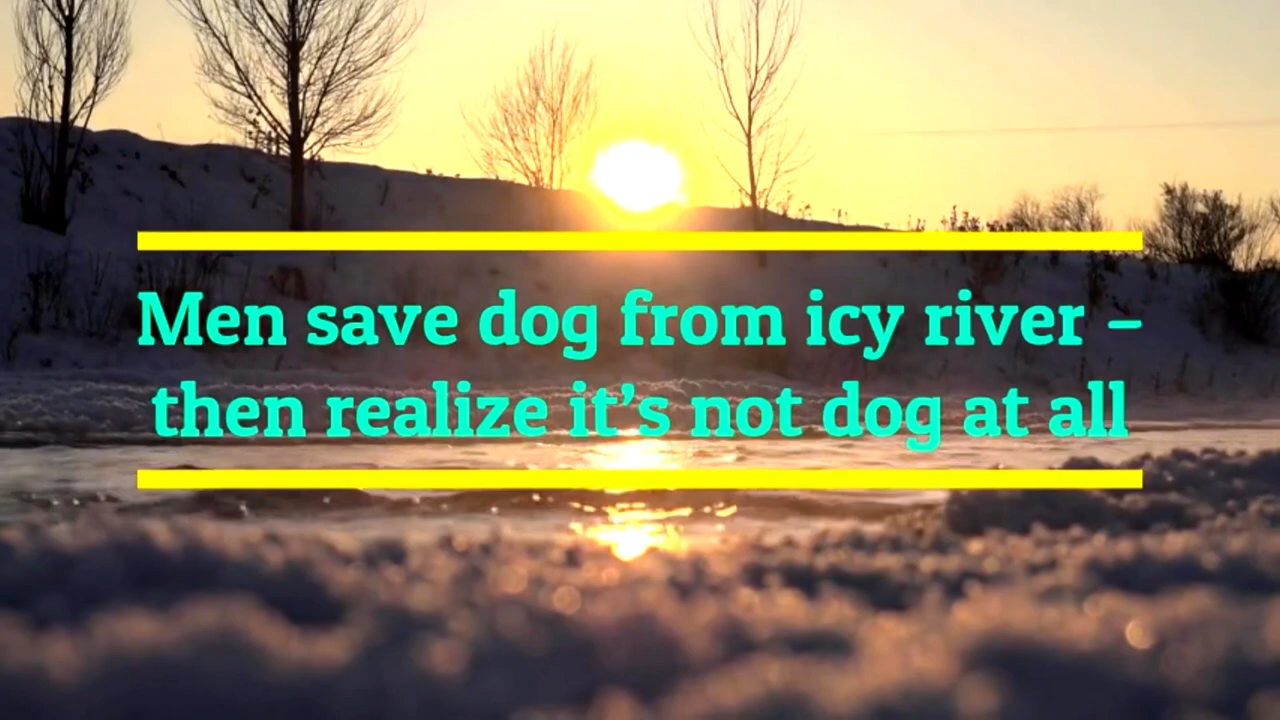 Men save dog from icy river –
then realize it’s not dog at all